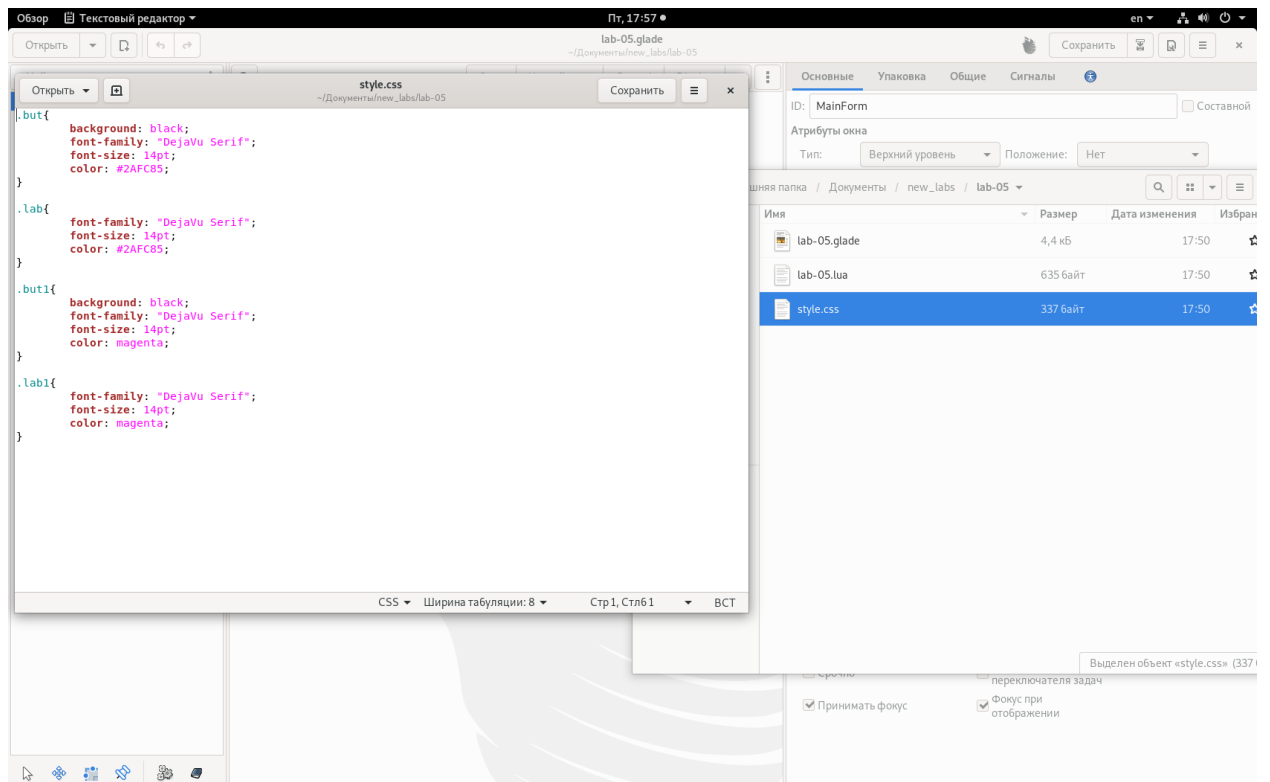 Обзор
Текстовый редактор
Пт, 17:57
en
Открыть
lab-05.glade
~/Документы/new_labs/lab-05
Сохранить
Открыть
style.css
~/Документы/new_labs/lab-05
Сохранить
.but{
background: black;
font-family: "DejaVu Serif";
font-size: 14pt;
color: #2AFC85;
}
.lab{
font-family: "DejaVu Serif";
font-size: 14pt;
color: #2AFC85;
}
.but1{
background: black;
font-family: "DejaVu Serif";
font-size: 14pt;
color: magenta;
}
.lab1{
font-family: "DejaVu Serif";
font-size: 14pt;
color: magenta;
}
CSS
Ширина табуляции: 8
Стр 1, Стлб 1
ВСТ
Основные
Упаковка
Общие
Сигналы
ID:
MainForm
Составной
Атрибуты окна
Тип:
Верхний уровень
Положение:
Нет
шняя папка / Документы / new_labs / lab-05
Имя
Размер
Дата изменения
Избран
lab-05.glade
4,4 кБ
17:50
lab-05.lua
635 байт
17:50
style.css
337 байт
17:50
Выделен объект «style.css» (337
Срочно
переключателя задач
Принимать фокус
Фокус при
отображении